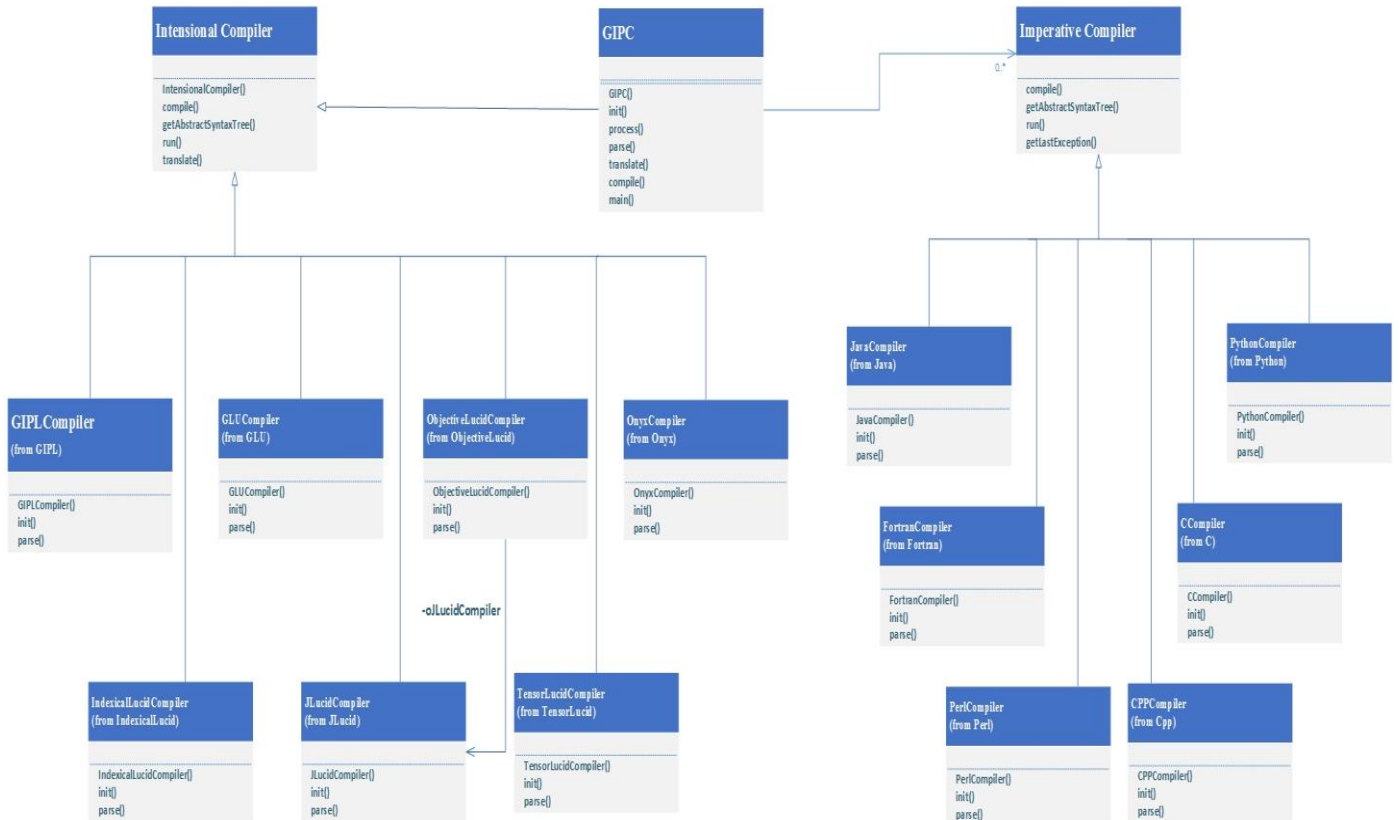 Intensional Compiler
IntensionalCompiler()
compile()
getAbstractSyntaxTree()
run()
translate()
GIPC
GIPC()
init()
process()
parse()
translate()
compile()
main()
0..*
Imperative Compiler
compile()
getAbstractSyntaxTree()
run()
getLastException()
GIPLCompiler
(from GIPL)
GIPLCompiler()
init()
parse()
GLUCompiler
(from GLU)
GLUCompiler()
init()
parse()
ObjectiveLucidCompiler
(from ObjectiveLucid)
ObjectiveLucidCompiler()
init()
parse()
OnyxCompiler
(from Onyx)
OnyxCompiler()
init()
parse()
JavaCompiler
(from Java)
JavaCompiler()
init()
parse()
PythonCompiler
(from Python)
PythonCompiler()
init()
parse()
FortranCompiler
(from Fortran)
FortranCompiler()
init()
parse()
CCompiler
(from C)
CCompiler()
init()
parse()
-oJLucidCompiler
IndexicalLucidCompiler
(from IndexicalLucid)
IndexicalLucidCompiler()
init()
parse()
JLucidCompiler
(from JLucid)
JLucidCompiler()
init()
parse()
TensorLucidCompiler
(from TensorLucid)
TensorLucidCompiler()
init()
parse()
PerlCompiler
(from Perl)
PerlCompiler()
init()
parse()
CPPCompiler
(from Cpp)
CPPCompiler()
init()
parse()